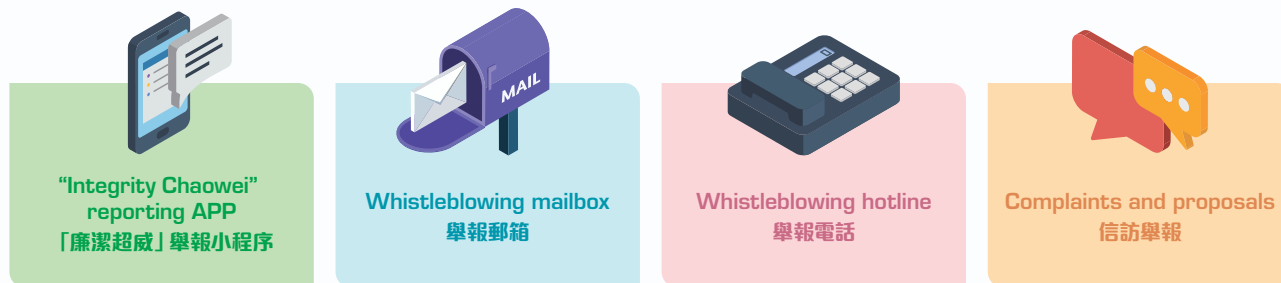 “Integrity Chaowei”
reporting APP
「廉潔超威」舉報小程序
MAIL
Whistleblowing mailbox
舉報郵箱
Whistleblowing hotline
舉報電話
Complaints and proposals
信訪舉報